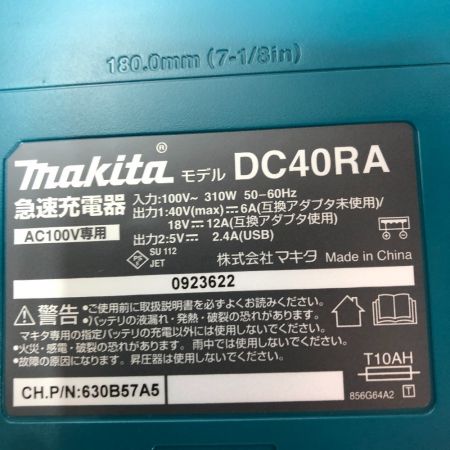 180.0mm (7-1/8in)
makita® モデル DC40RA
急速充電器
AC100V専用
入力:100V~ 310W 50-60Hz
出力1:40V(max)⎓6A(互換アダプタ未使用)/
18V⎓12A(互換アダプタ使用)
出力2:5V⎓ 2.4A(USB)
PS E
SU 112
JET
株式会社マキタ Made in China
0923622
⚠警告
•ご使用前に取扱説明書を必ずよくお読みください。
•バッテリの液漏れ・発熱・破裂の恐れがあります。
マキタ専用の指定バッテリの充電以外には使用しないでください。
•火災・感電・破裂の恐れあり。雨中では使用しないでください。
•故障の原因になります。昇圧器は使用しないでください。
CH.P/N:630B57A5
T10AH
856G64A2 T